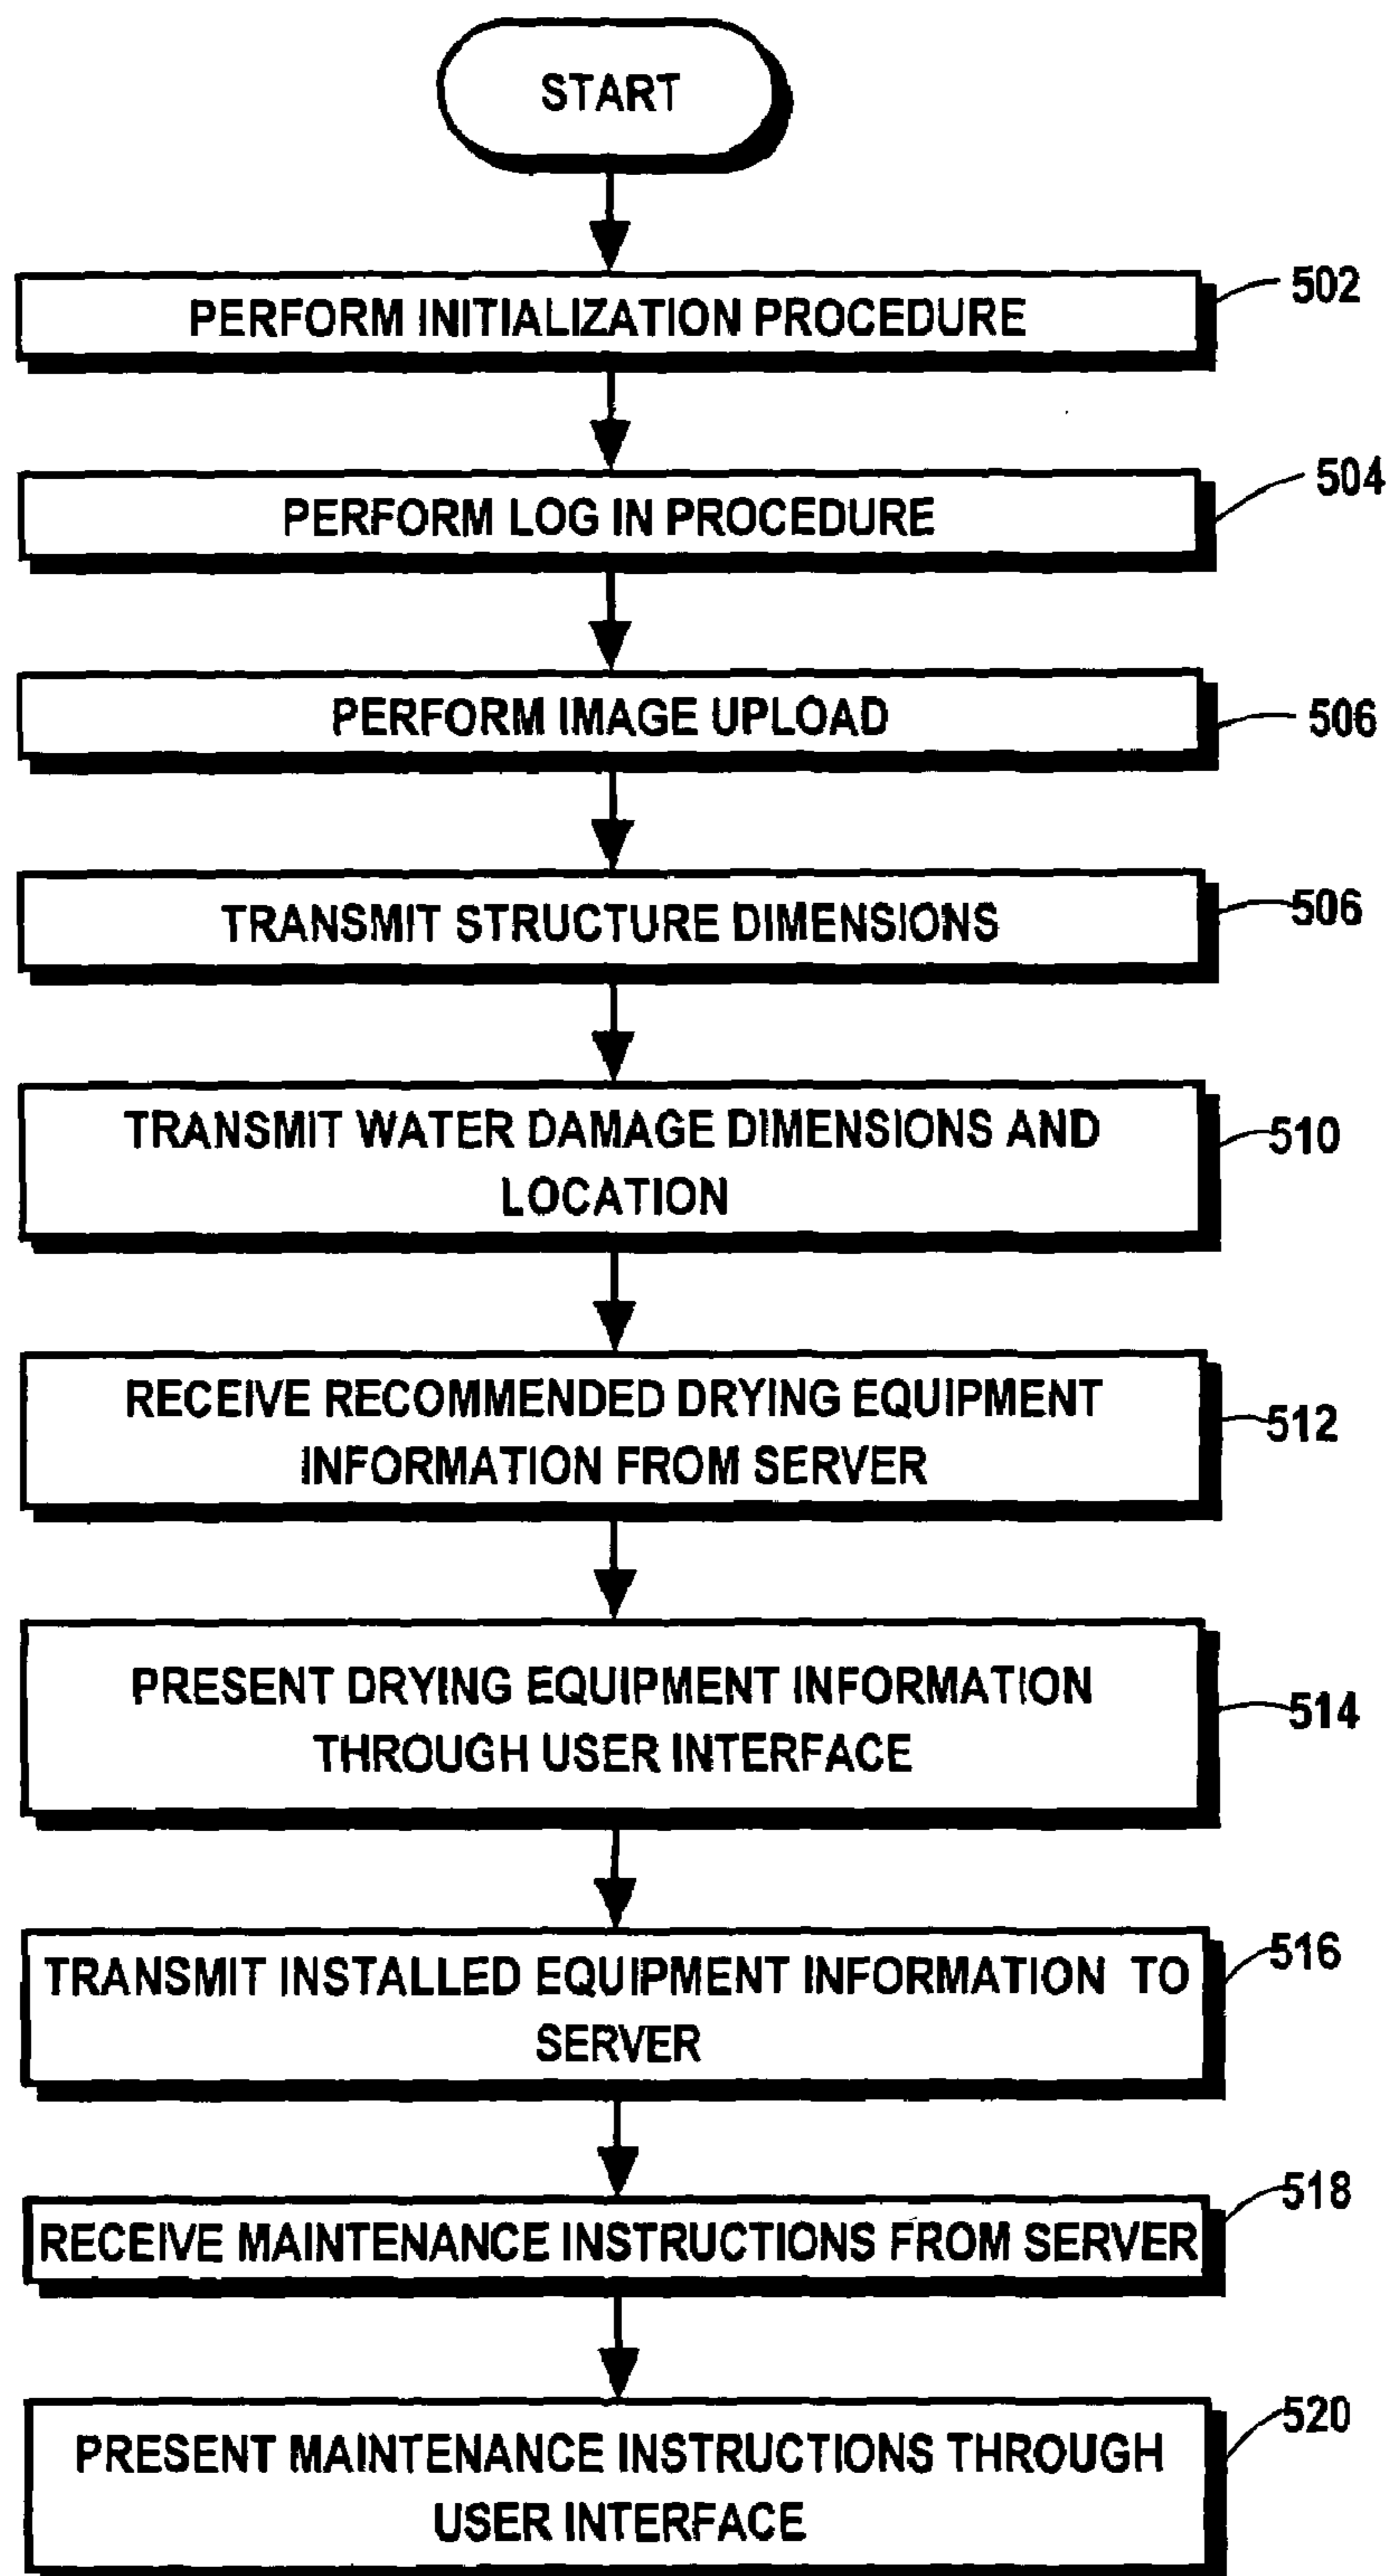 START
PERFORM INITIALIZATION PROCEDURE
502
PERFORM LOG IN PROCEDURE
504
PERFORM IMAGE UPLOAD
506
TRANSMIT STRUCTURE DIMENSIONS
506
TRANSMIT WATER DAMAGE DIMENSIONS AND
LOCATION
510
RECEIVE RECOMMENDED DRYING EQUIPMENT
INFORMATION FROM SERVER
512
PRESENT DRYING EQUIPMENT INFORMATION
THROUGH USER INTERFACE
514
TRANSMIT INSTALLED EQUIPMENT INFORMATION TO
SERVER
516
RECEIVE MAINTENANCE INSTRUCTIONS FROM SERVER
518
PRESENT MAINTENANCE INSTRUCTIONS THROUGH
USER INTERFACE
520